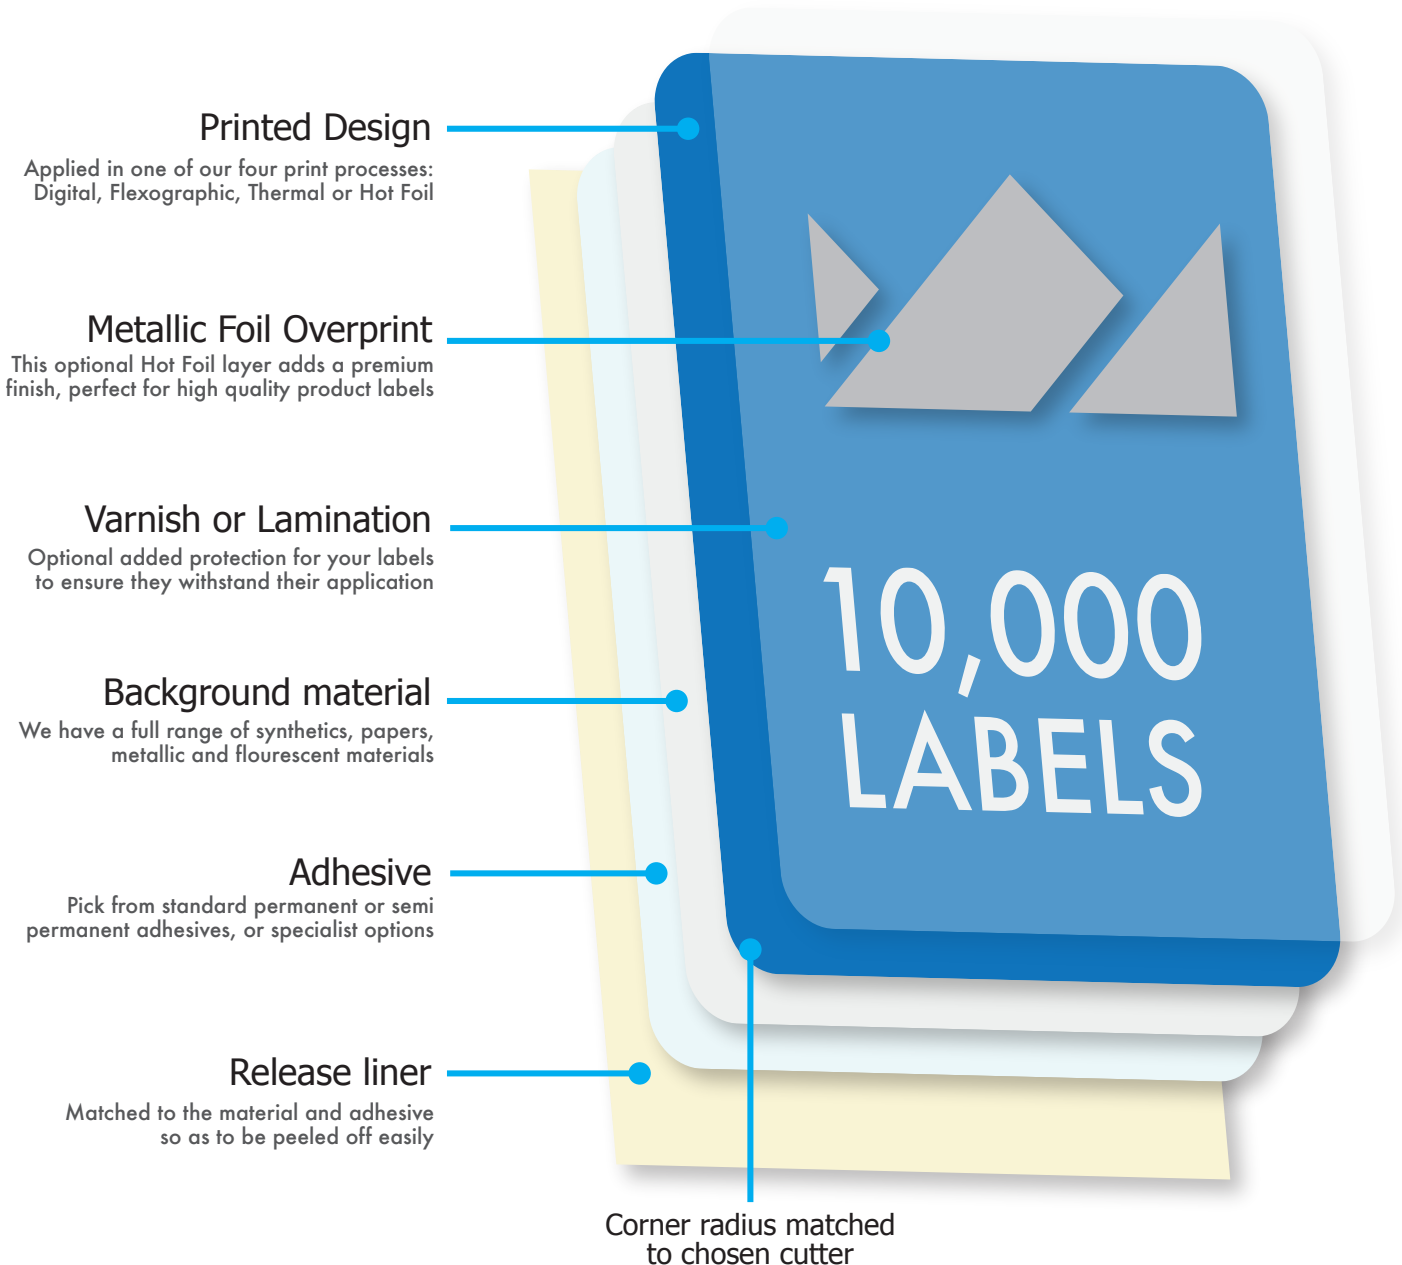 Printed Design
Applied in one of our four print processes:
Digital, Flexographic, Thermal or Hot Foil
Metallic Foil Overprint
This optional Hot Foil layer adds a premium
finish, perfect for high quality product labels
Varnish or Lamination
Optional added protection for your labels
to ensure they withstand their application
Background material
We have a full range of synthetics, papers,
metallic and flourescent materials
Adhesive
Pick from standard permanent or semi
permanent adhesives, or specialist options
Release liner
Matched to the material and adhesive
so as to be peeled off easily
10,000
LABELS
Corner radius matched
to chosen cutter